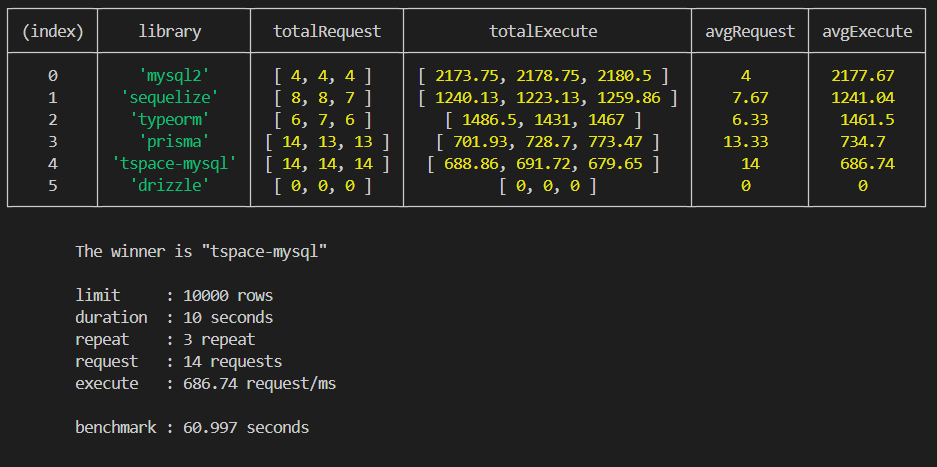 (index) library totalRequest totalExecute avgRequest avgExecute
0 'mysql2' [ 4, 4, 4 ] [ 2173.75, 2178.75, 2180.5 ] 4 2177.67
1 'sequelize' [ 8, 8, 7 ] [ 1240.13, 1223.13, 1259.86 ] 7.67 1241.04
2 'typeorm' [ 6, 7, 6 ] [ 1486.5, 1431, 1467 ] 6.33 1461.5
3 'prisma' [ 14, 13, 13 ] [ 701.93, 728.7, 773.47 ] 13.33 734.7
4 'tspace-mysql' [ 14, 14, 14 ] [ 688.86, 691.72, 679.65 ] 14 686.74
5 'drizzle' [ 0, 0, 0 ] [ 0, 0, 0 ] 0 0
The winner is "tspace-mysql"
limit : 10000 rows
duration : 10 seconds
repeat : 3 repeat
request : 14 requests
execute : 686.74 request/ms
benchmark : 60.997 seconds